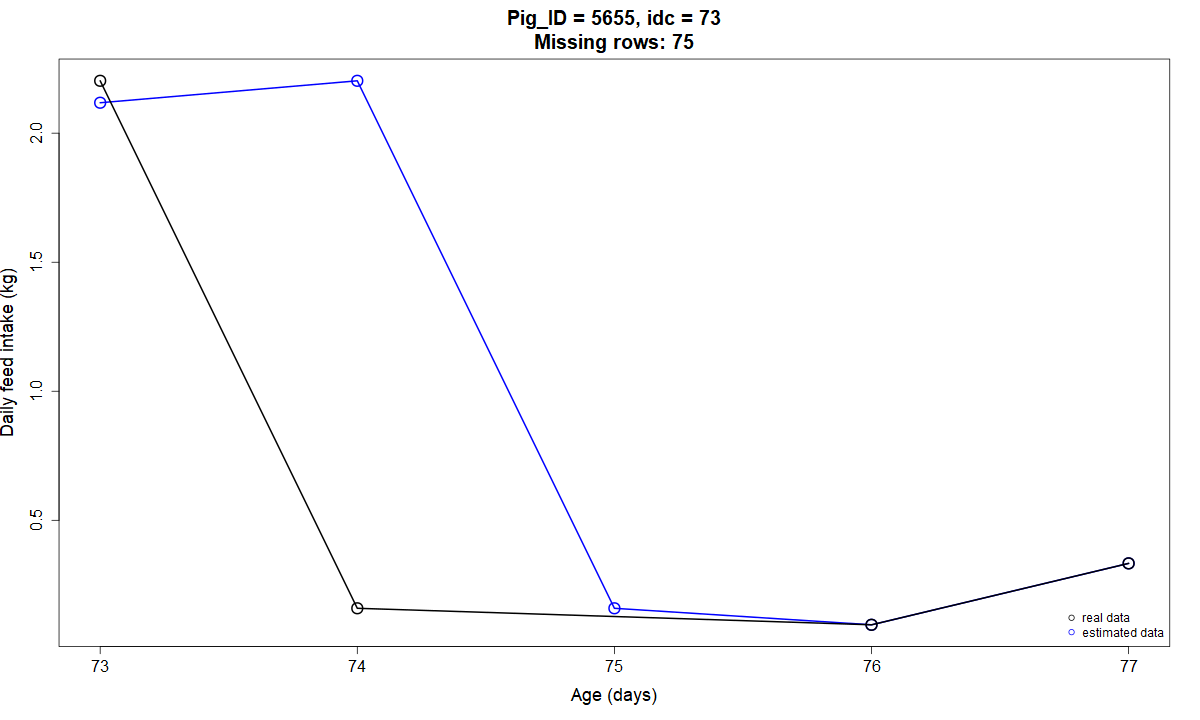 Pig_ID = 5655, idc = 73
Missing rows: 75
Daily feed intake (kg)
2.0
1.5
1.0
0.5
real data
estimated data
73 74 75 76 77
Age (days)